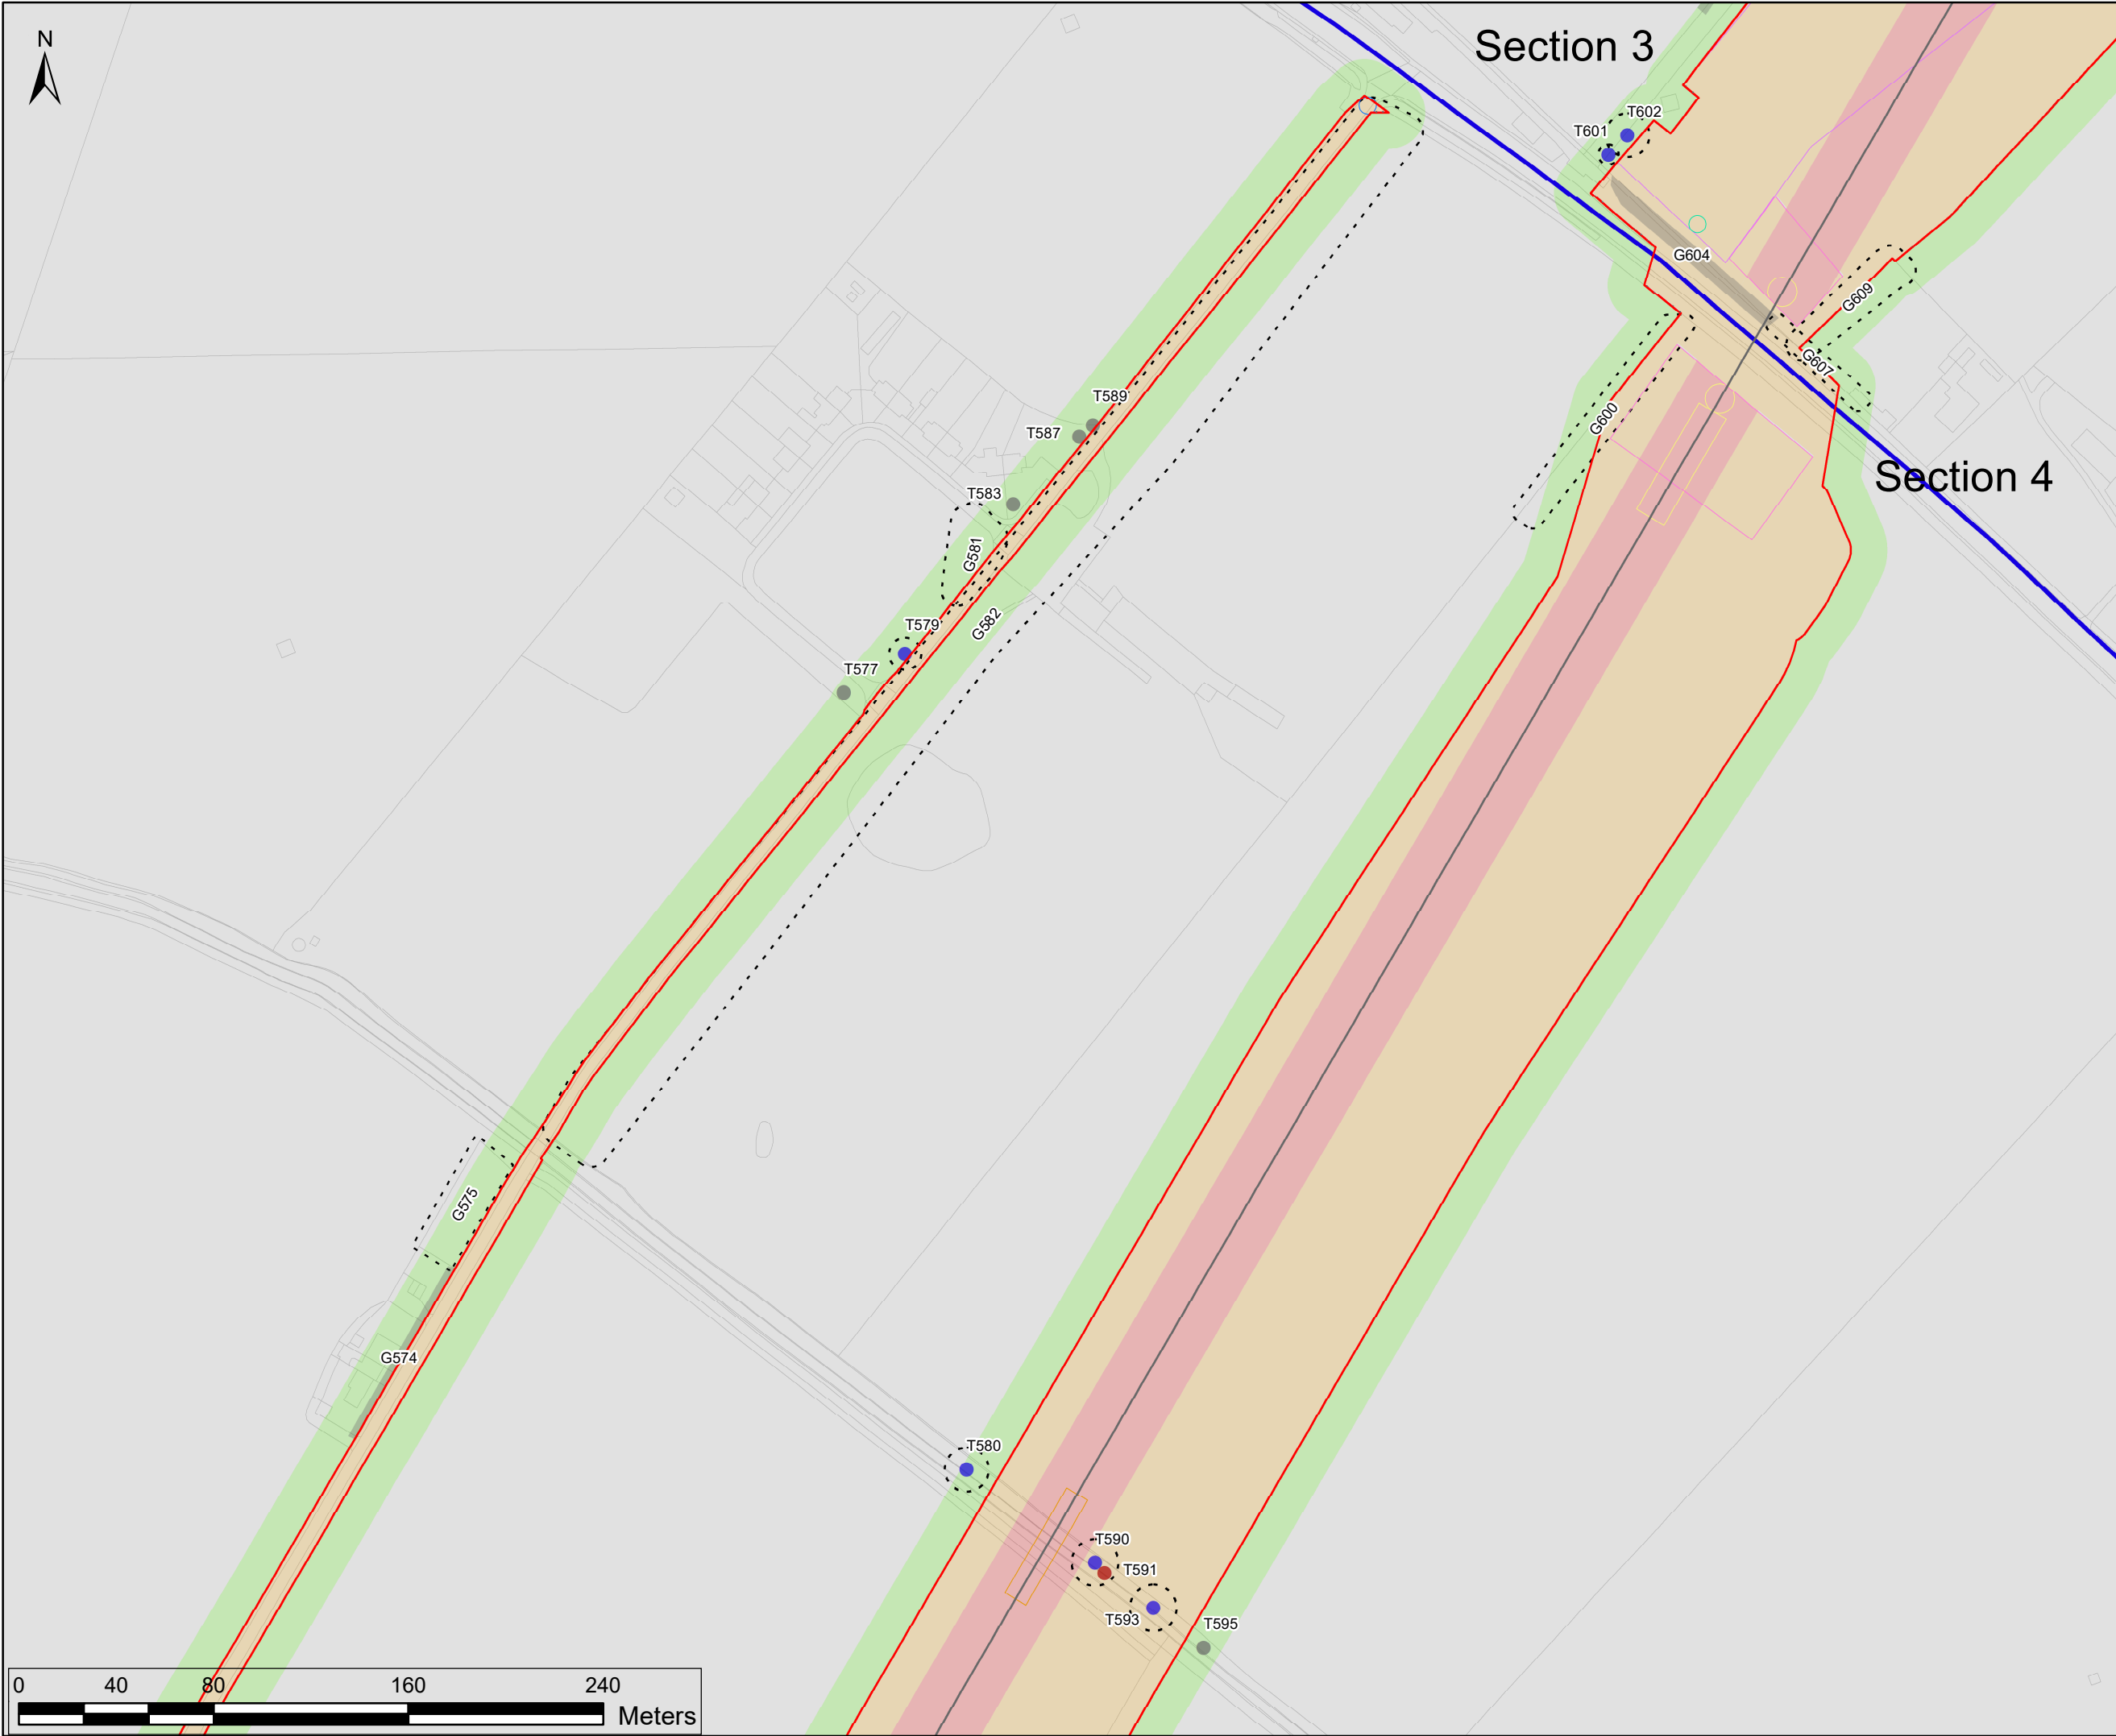 N
Section 3
T602
T601
G604
G609
G607
T589
G600
T587
Section 4
T583
G581
G582
T579
T577
G575
G574
T580
T590
T591
T593
T595
0 40 80 160 240
Meters